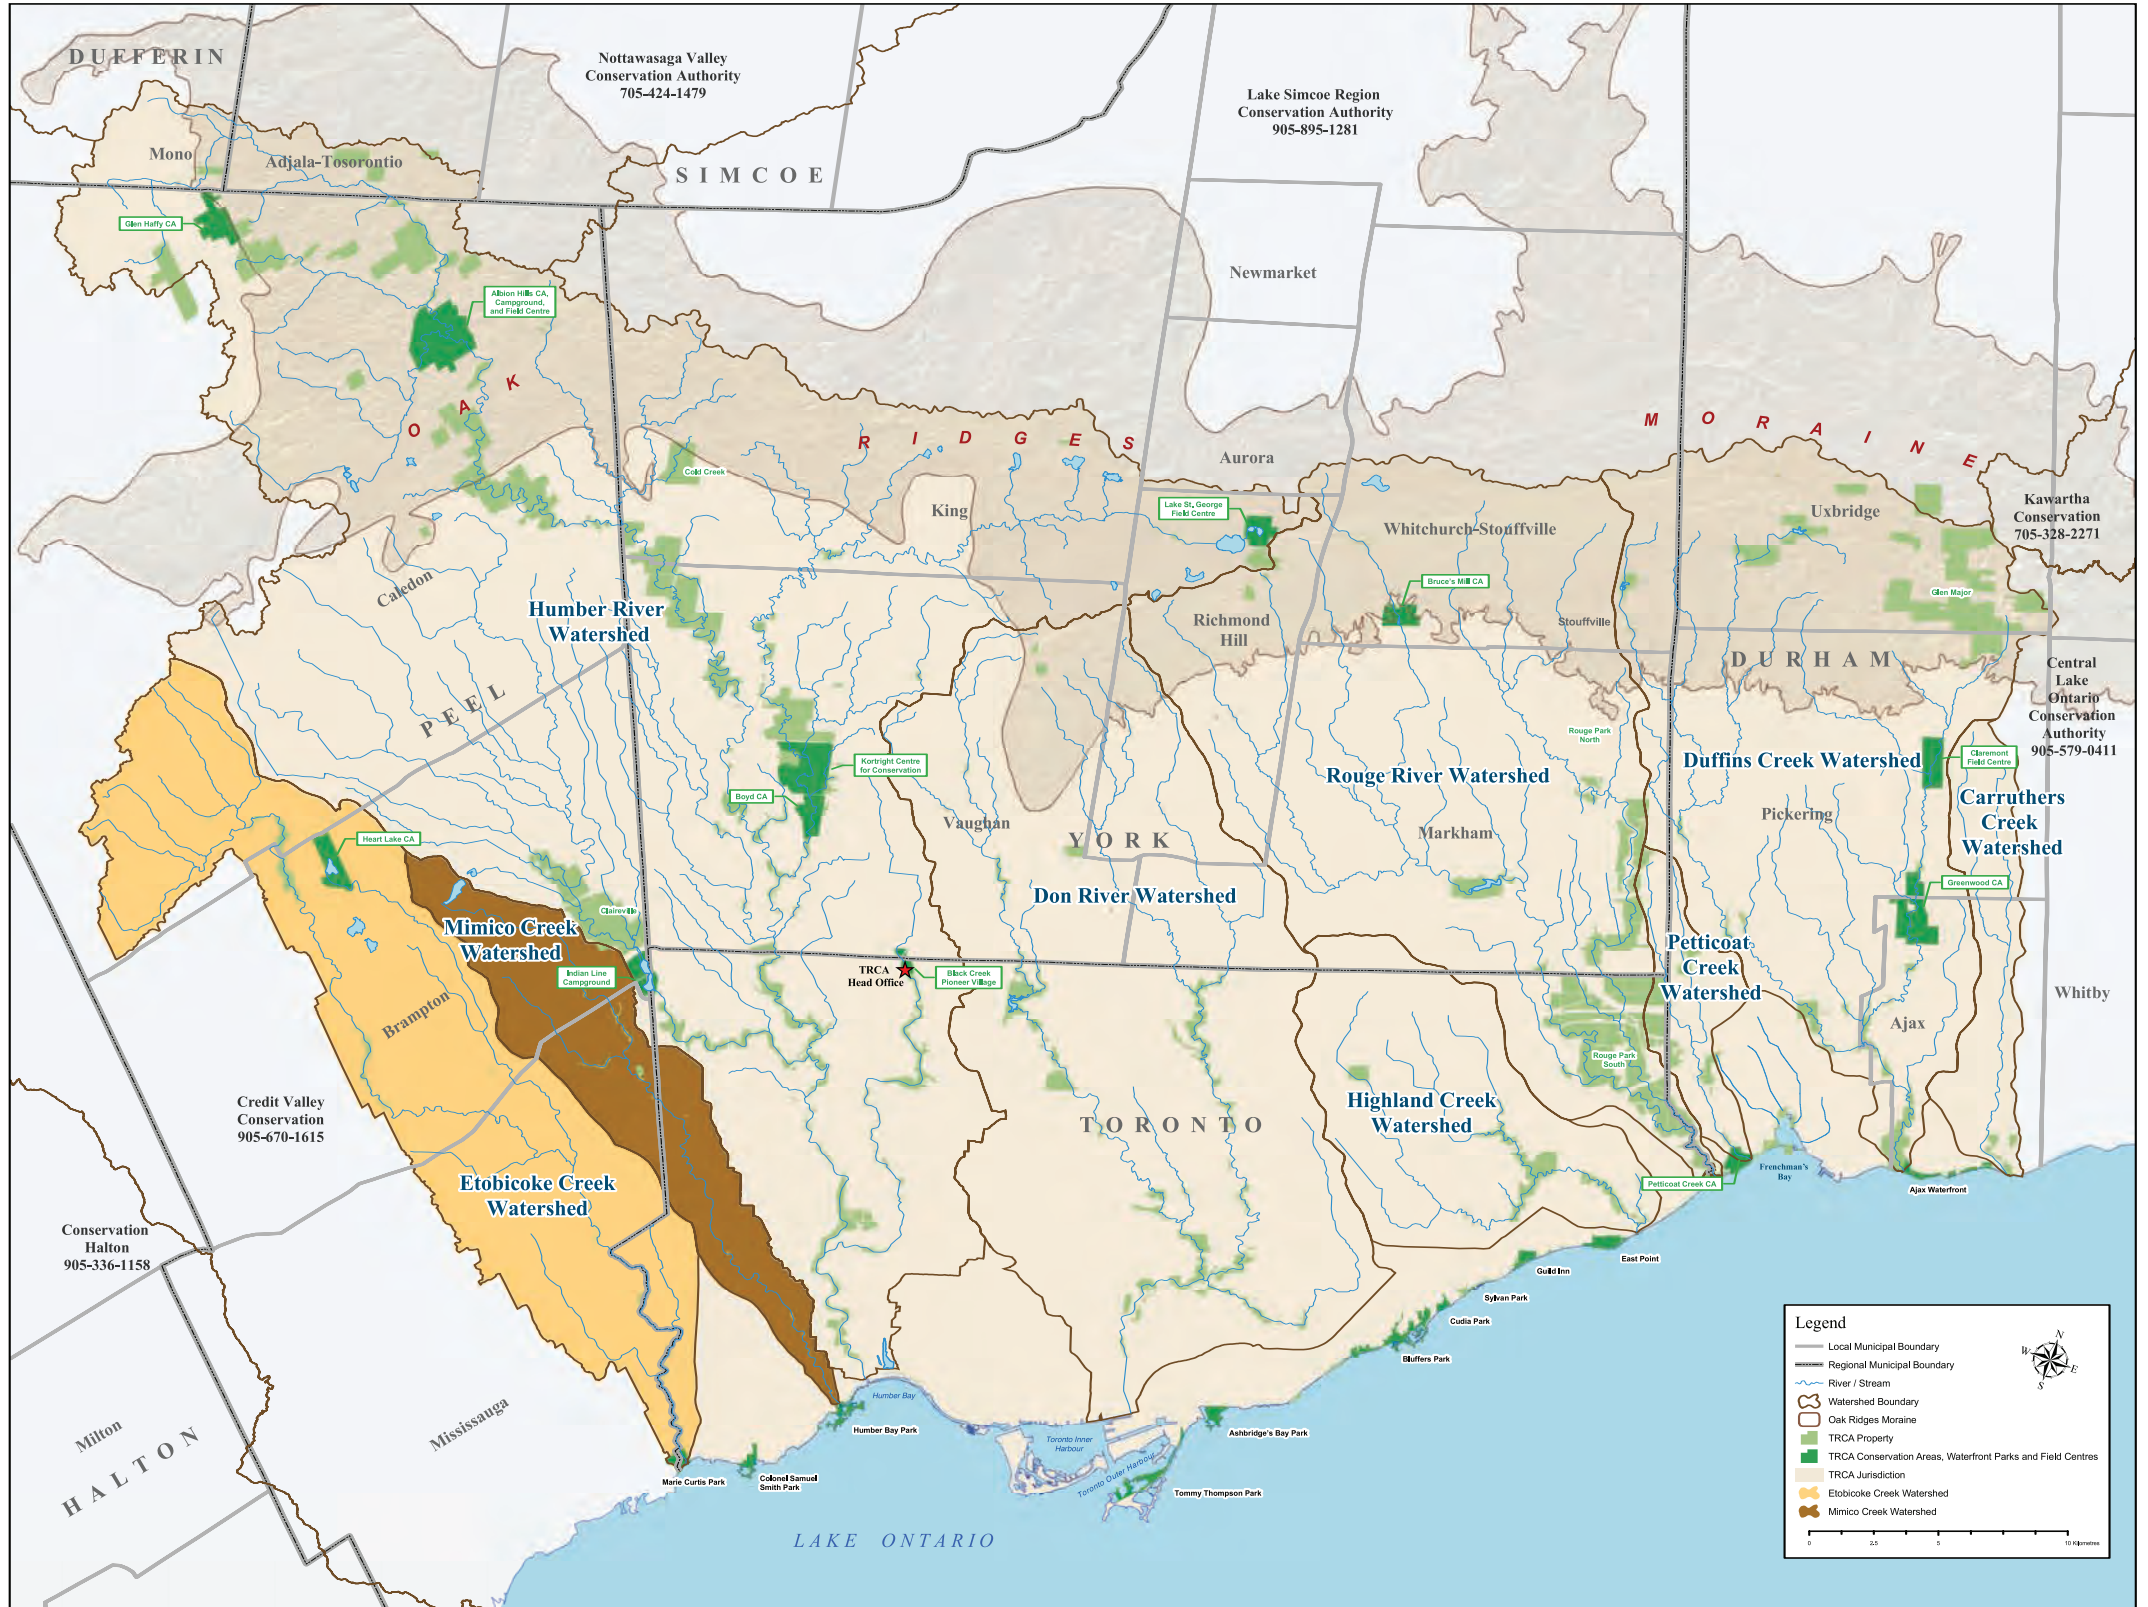 DUFFERIN
Nottawasaga Valley
Conservation Authority
705-424-1479
Lake Simcoe Region
Conservation Authority
905-895-1281
Mono
Adjala-Tosorontio
SIMCOE
Glen Haffy CA
Newmarket
Albion Hills CA,
Campground,
and Field Centre
OAK RIDGES MORAINE
Aurora
Cold Creek
King
Lake St. George
Field Centre
Whitchurch-Stouffville
Uxbridge
Kawartha
Conservation
705-328-2271
Caledon
Humber River
Watershed
Bruce's Mill CA
Glen Major
Richmond
Hill
Stouffville
DURHAM
Central
Lake
Ontario
Conservation
Authority
905-579-0411
PEEL
Rouge Park
North
Kortright Centre
for Conservation
Rouge River Watershed
Duffins Creek Watershed
Claremont
Field Centre
Boyd CA
Vaughan
YORK
Markham
Pickering
Carruthers
Creek
Watershed
Heart Lake CA
Greenwood CA
Don River Watershed
Claireville
Mimico Creek
Watershed
Petticoat
Creek
Watershed
Indian Line
Campground
TRCA
Head Office
Black Creek
Pioneer Village
Whitby
Brampton
Ajax
Rouge Park
South
Credit Valley
Conservation
905-670-1615
Highland Creek
Watershed
TORONTO
Etobicoke Creek
Watershed
Petticoat Creek CA
Frenchman's
Bay
Ajax Waterfront
Conservation
Halton
905-336-1158
East Point
Guild Inn
Sylvan Park
Cudia Park
Bluffers Park
Milton
HALTON
Mississauga
Humber Bay
Humber Bay Park
Ashbridge's Bay Park
Toronto Inner
Harbour
Toronto Outer Harbour
Marie Curtis Park
Colonel Samuel
Smith Park
Tommy Thompson Park
LAKE ONTARIO
Legend
N
W
E
S
Local Municipal Boundary
Regional Municipal Boundary
River / Stream
Watershed Boundary
Oak Ridges Moraine
TRCA Property
TRCA Conservation Areas, Waterfront Parks and Field Centres
TRCA Jurisdiction
Etobicoke Creek Watershed
Mimico Creek Watershed
0 2.5 5 10 Kilometres